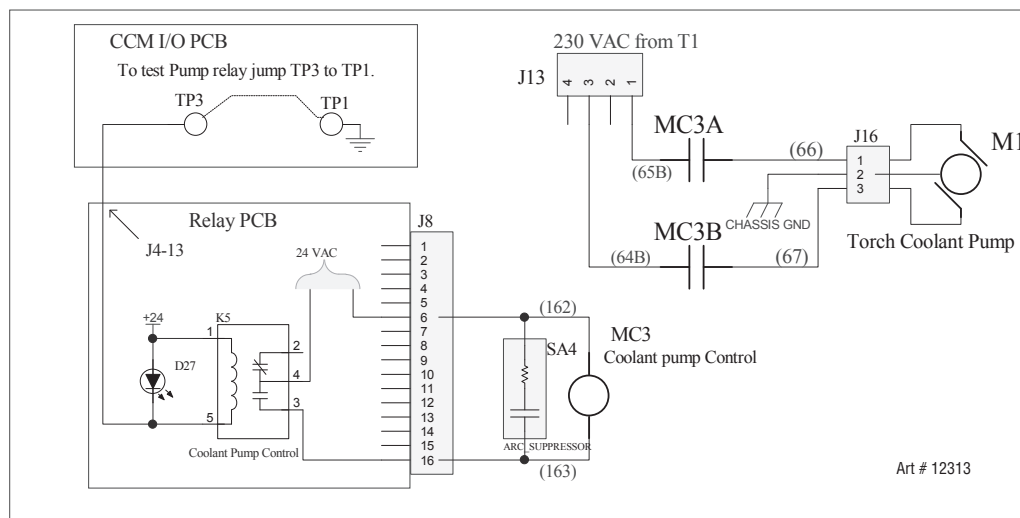 CCM I/O PCB
To test Pump relay jump TP3 to TP1.
TP3
TP1
230 VAC from T1
J13
4
3
2
1
MC3A
(65B)
(66)
J16
1
2
3
M1
CHASSIS GND
MC3B
(64B)
(67)
Torch Coolant Pump
Relay PCB
J4-13
J8
24 VAC
1
2
3
4
5
6
7
8
9
10
11
12
13
14
15
16
+24
D27
K5
1
5
2
4
3
Coolant Pump Control
(162)
SA4
ARC_SUPPRESSOR
(163)
MC3
Coolant pump Control
Art # 12313